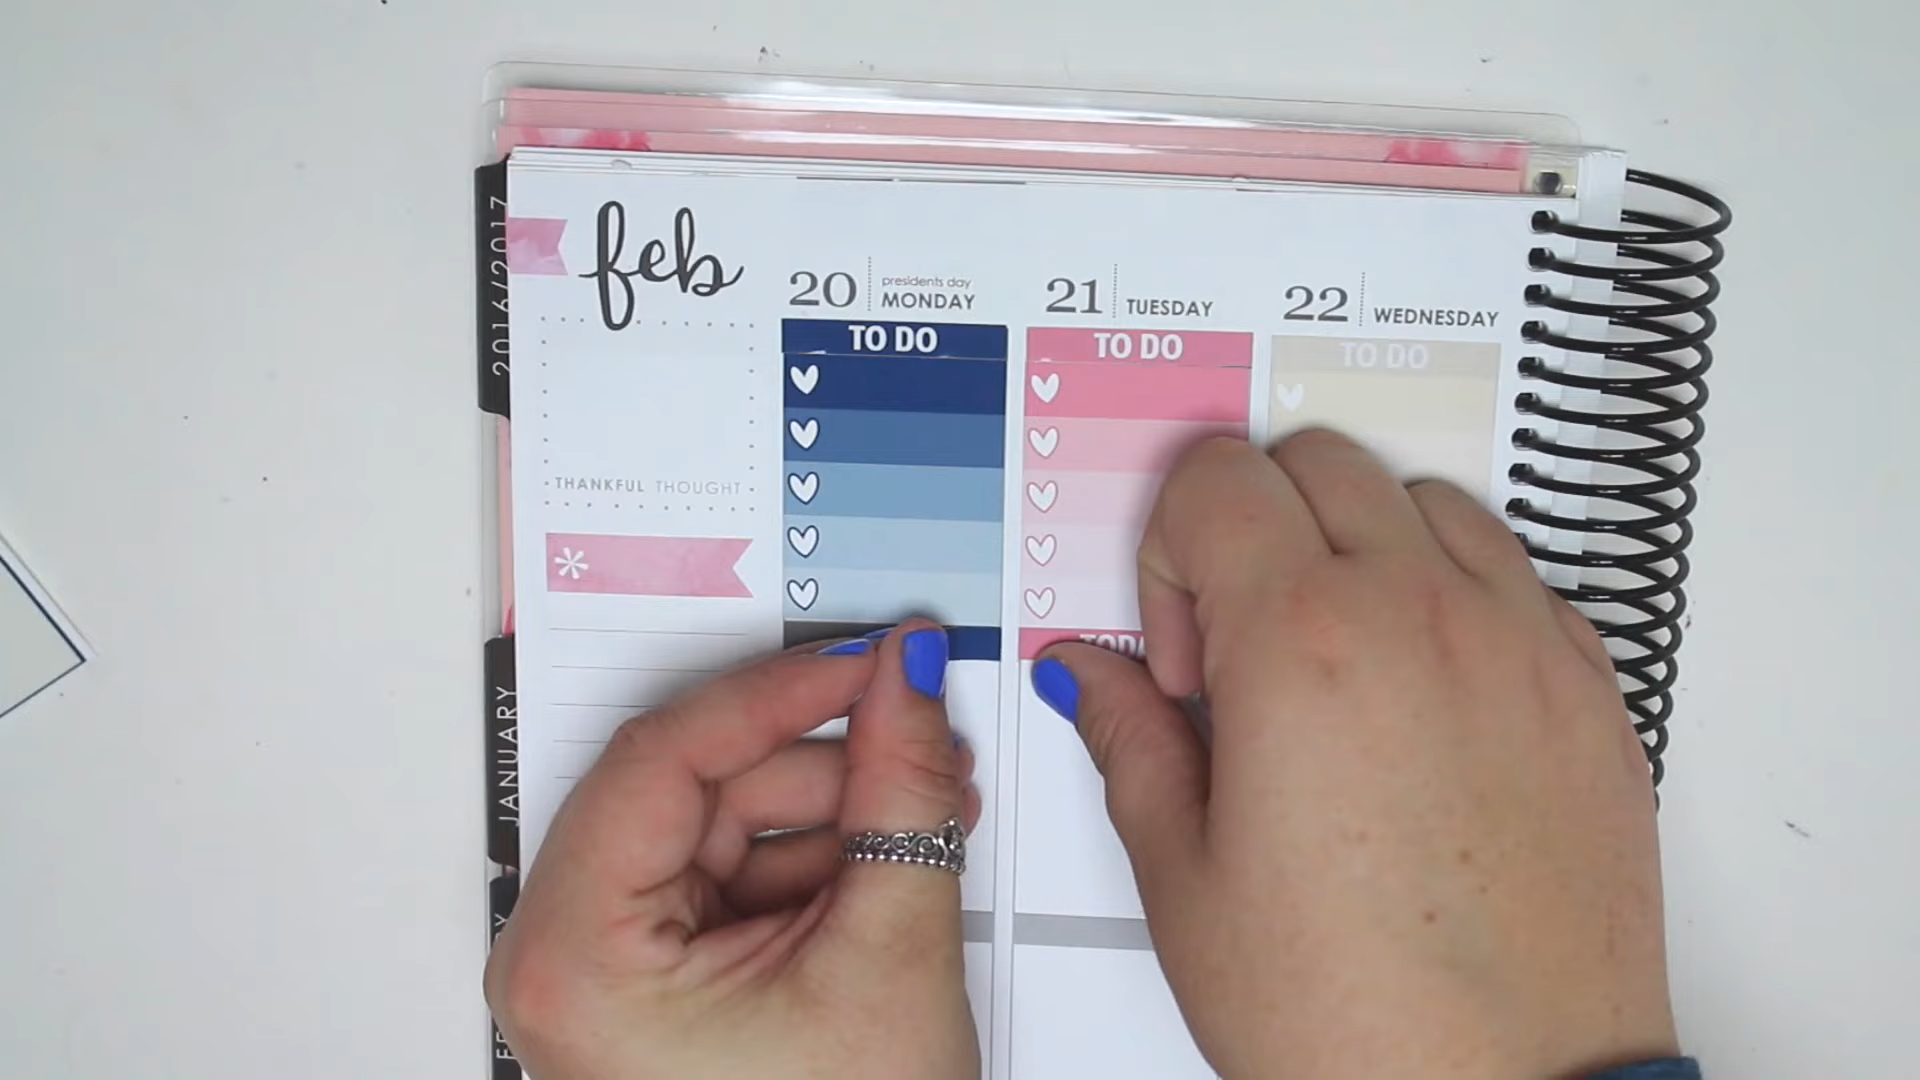 2016/2017
feb
20 presidents day MONDAY
21 TUESDAY
22 WEDNESDAY
TO DO
TO DO
TO DO
THANKFUL THOUGHT
JANUARY